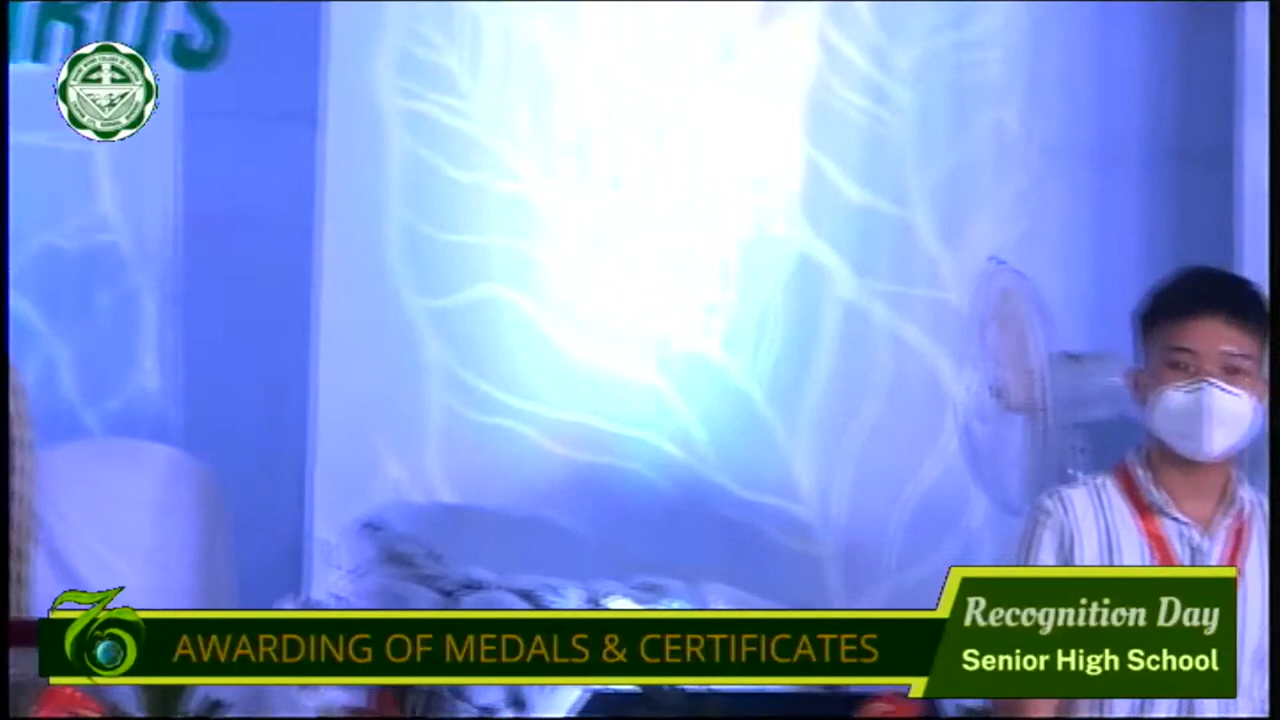 AWARDING OF MEDALS & CERTIFICATES
Recognition Day
Senior High School